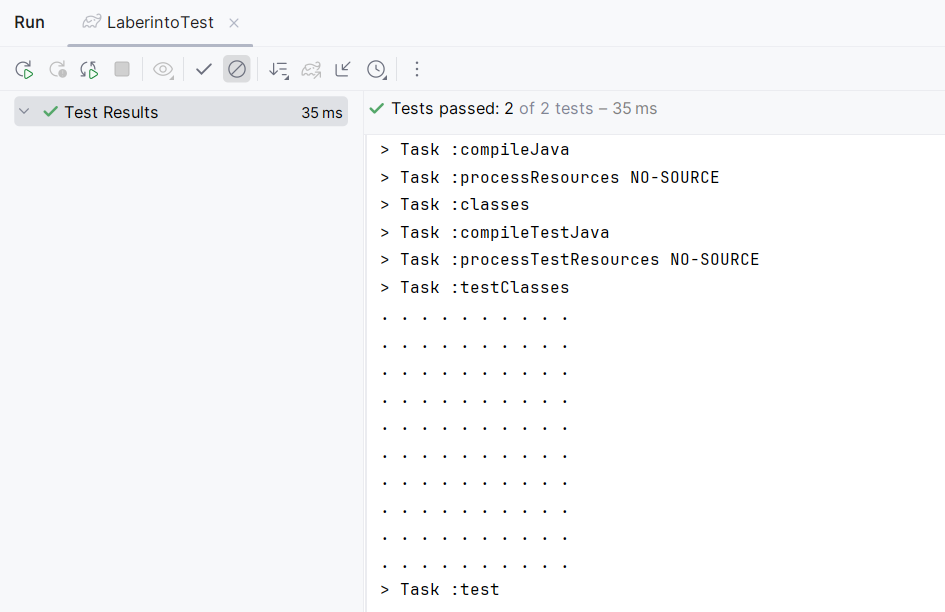 Run LaberintoTest
Test Results 35 ms
Tests passed: 2 of 2 tests – 35 ms
> Task :compileJava
> Task :processResources NO-SOURCE
> Task :classes
> Task :compileTestJava
> Task :processTestResources NO-SOURCE
> Task :testClasses
. . . . . . . . . .
. . . . . . . . . .
. . . . . . . . . .
. . . . . . . . . .
. . . . . . . . . .
. . . . . . . . . .
. . . . . . . . . .
. . . . . . . . . .
. . . . . . . . . .
. . . . . . . . . .
> Task :test